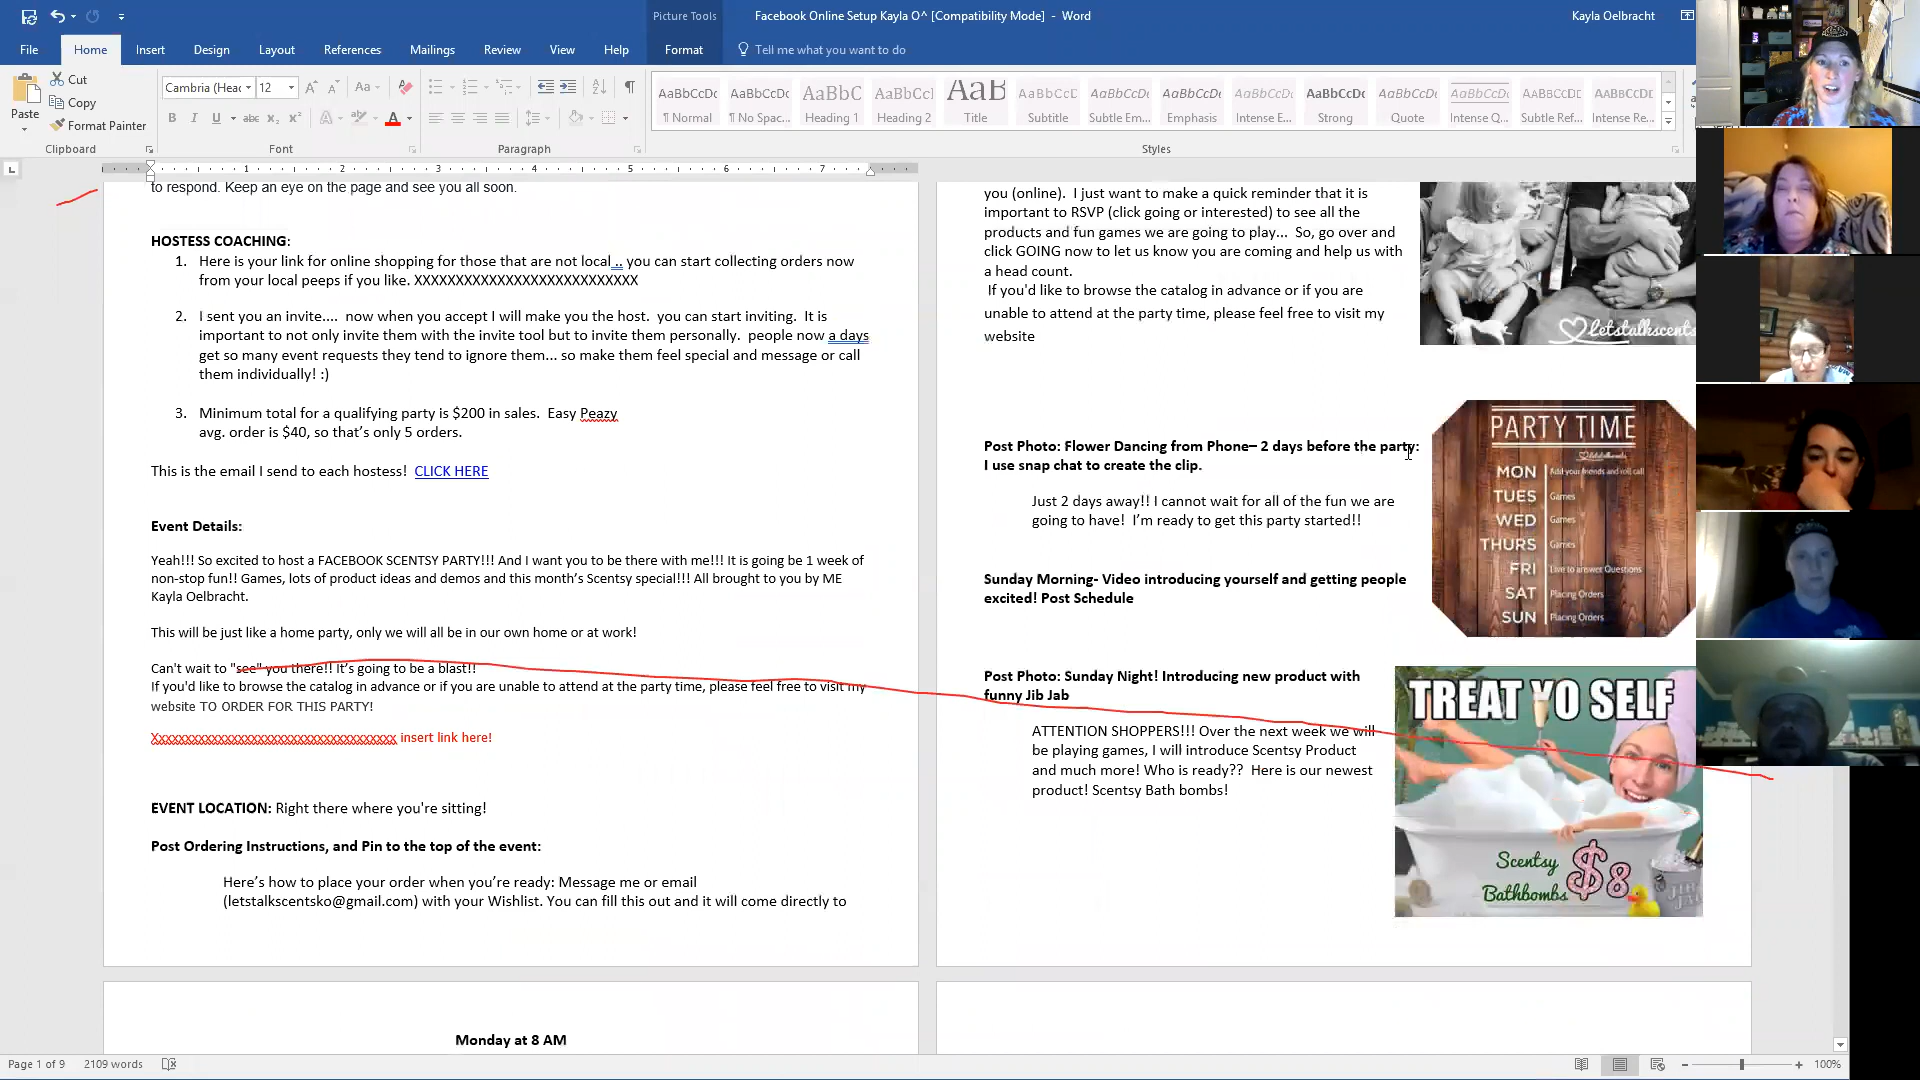 Picture Tools
Facebook Online Setup Kayla O^ [Compatibility Mode] - Word
Kayla Oelbracht
File Home Insert Design Layout References Mailings Review View Help Format Tell me what you want to do
Cut
Copy
Paste
Format Painter
Cambria (Head 12
AaBbCcDc AaBbCcDc AaBbC AaBbCcI AaB AaBbCcD AaBbCcDc AaBbCcDc AaBbCcDc AaBbCcDc AaBbCcDc AaBbCcDc AABBCCDE AABBCCDE
¶ Normal ¶ No Spac... Heading 1 Heading 2 Title Subtitle Subtle Em... Emphasis Intense E... Strong Quote Intense Q... Subtle Ref... Intense Re...
Clipboard Font Paragraph Styles
1 2 3 4 5 6 7
to respond. Keep an eye on the page and see you all soon.
HOSTESS COACHING:
1. Here is your link for online shopping for those that are not local .. you can start collecting orders now
from your local peeps if you like. XXXXXXXXXXXXXXXXXXXXXXXXXXX
2. I sent you an invite.... now when you accept I will make you the host. you can start inviting. It is
important to not only invite them with the invite tool but to invite them personally. people now a days
get so many event requests they tend to ignore them... so make them feel special and message or call
them individually! :)
3. Minimum total for a qualifying party is $200 in sales. Easy Peazy
avg. order is $40, so that's only 5 orders.
This is the email I send to each hostess! CLICK HERE
Event Details:
Yeah!!! So excited to host a FACEBOOK SCENTSY PARTY!!! And I want you to be there with me!!! It is going be 1 week of
non-stop fun!! Games, lots of product ideas and demos and this month's Scentsy special!!! All brought to you by ME
Kayla Oelbracht.
This will be just like a home party, only we will all be in our own home or at work!
Can't wait to "see" you there!! It's going to be a blast!!
If you'd like to browse the catalog in advance or if you are unable to attend at the party time, please feel free to visit my
website TO ORDER FOR THIS PARTY!
Xxxxxxxxxxxxxxxxxxxxxxxxxxxxxxxxxxxx insert link here!
EVENT LOCATION: Right there where you're sitting!
Post Ordering Instructions, and Pin to the top of the event:
Here's how to place your order when you're ready: Message me or email
(letstalkscentsko@gmail.com) with your Wishlist. You can fill this out and it will come directly to
you (online). I just want to make a quick reminder that it is
important to RSVP (click going or interested) to see all the
products and fun games we are going to play... So, go over and
click GOING now to let us know you are coming and help us with
a head count.
If you'd like to browse the catalog in advance or if you are
unable to attend at the party time, please feel free to visit my
website
letstalkscents
Post Photo: Flower Dancing from Phone– 2 days before the party:
I use snap chat to create the clip.
Just 2 days away!! I cannot wait for all of the fun we are
going to have! I'm ready to get this party started!!
Sunday Morning- Video introducing yourself and getting people
excited! Post Schedule
PARTY TIME
letstalkscents
MON Add your friends and roll call
TUES Games
WED Games
THURS Games
FRI Live to answer Questions
SAT Placing Orders
SUN Placing Orders
Post Photo: Sunday Night! Introducing new product with
funny Jib Jab
ATTENTION SHOPPERS!!! Over the next week we will
be playing games, I will introduce Scentsy Product
and much more! Who is ready?? Here is our newest
product! Scentsy Bath bombs!
TREAT YO SELF
Scentsy
Bathbombs $8
Monday at 8 AM
Page 1 of 9 2109 words 100%